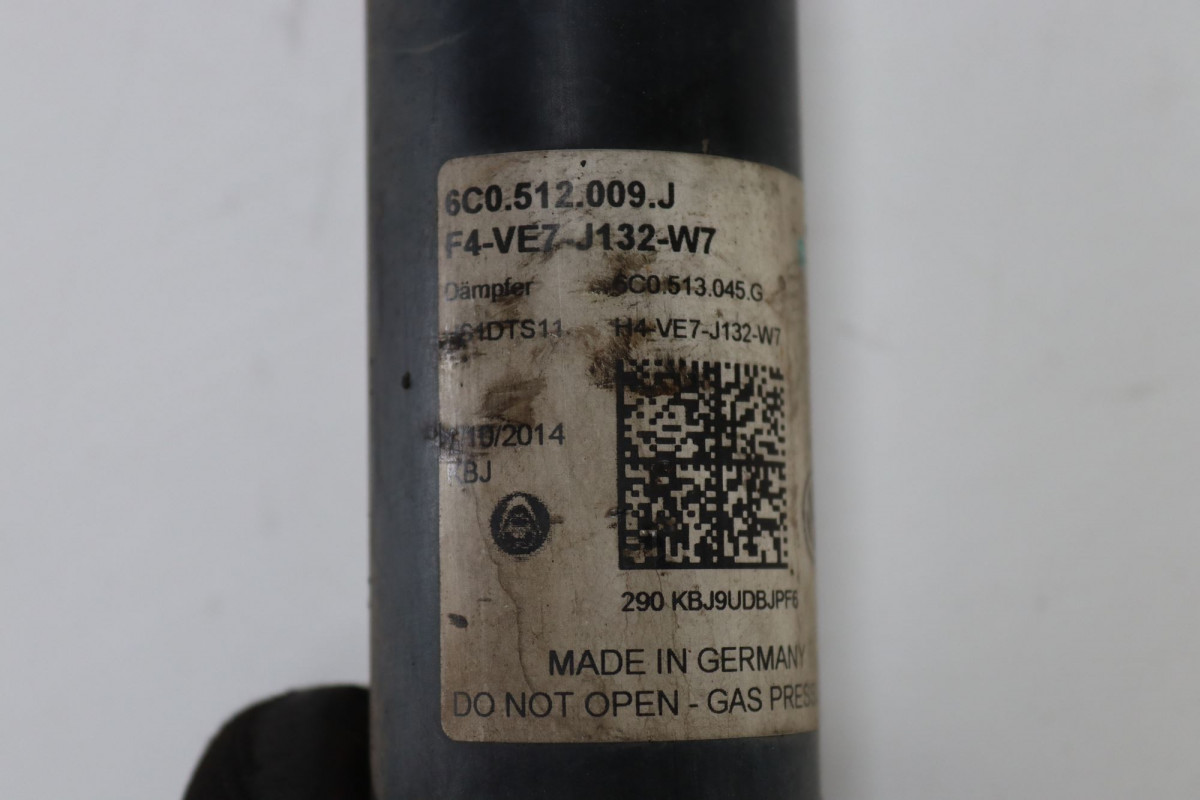 6C0.512.009.J
F4-VE7-J132-W7
Dämpfer 6C0.513.045.G
H4-VE7-J132-W7
10/2014
290 KBJ9UDBJPF6
MADE IN GERMANY
DO NOT OPEN - GAS